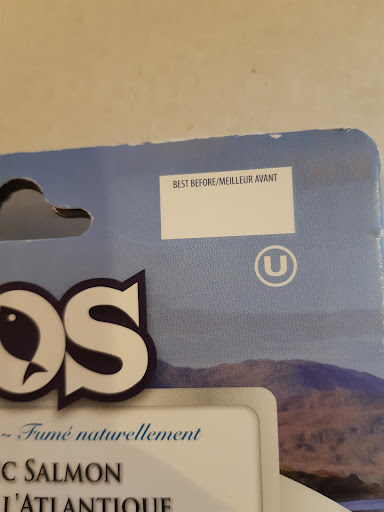 BEST BEFORE/MEILLEUR AVANT
U
OS
~ Fumé naturellement
C SALMON
L'ATLANTIQUE